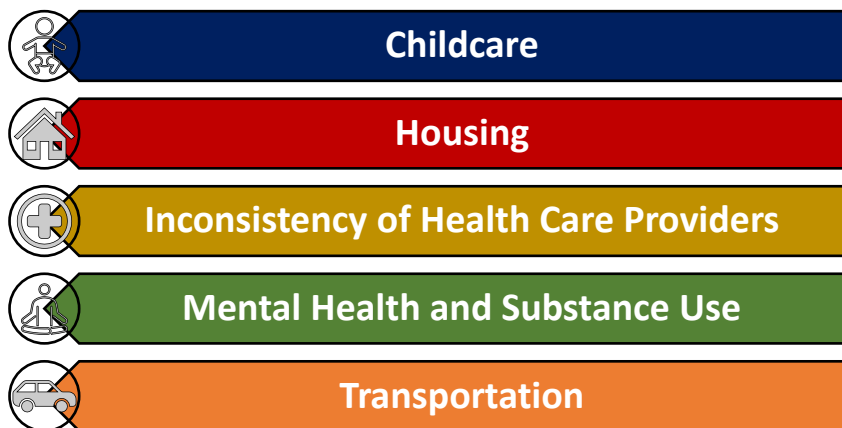 Childcare
Housing
Inconsistency of Health Care Providers
Mental Health and Substance Use
Transportation